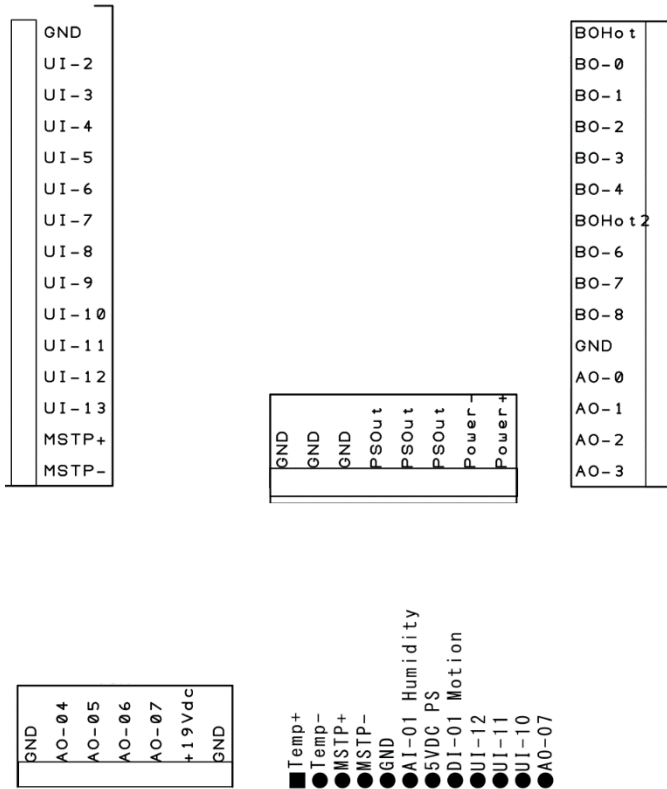 GND
UI-2
UI-3
UI-4
UI-5
UI-6
UI-7
UI-8
UI-9
UI-10
UI-11
UI-12
UI-13
MSTP+
MSTP-
GND
GND
GND
PSOut
PSOut
PSOut
Power-
Power+
BOHot
BO-0
BO-1
BO-2
BO-3
BO-4
BOHot2
BO-6
BO-7
BO-8
GND
AO-0
AO-1
AO-2
AO-3
GND
AO-04
AO-05
AO-06
AO-07
+19Vdc
GND
Temp+
Temp-
MSTP+
MSTP-
GND
AI-01 Humidity
5VDC PS
DI-01 Motion
UI-12
UI-11
UI-10
AO-07